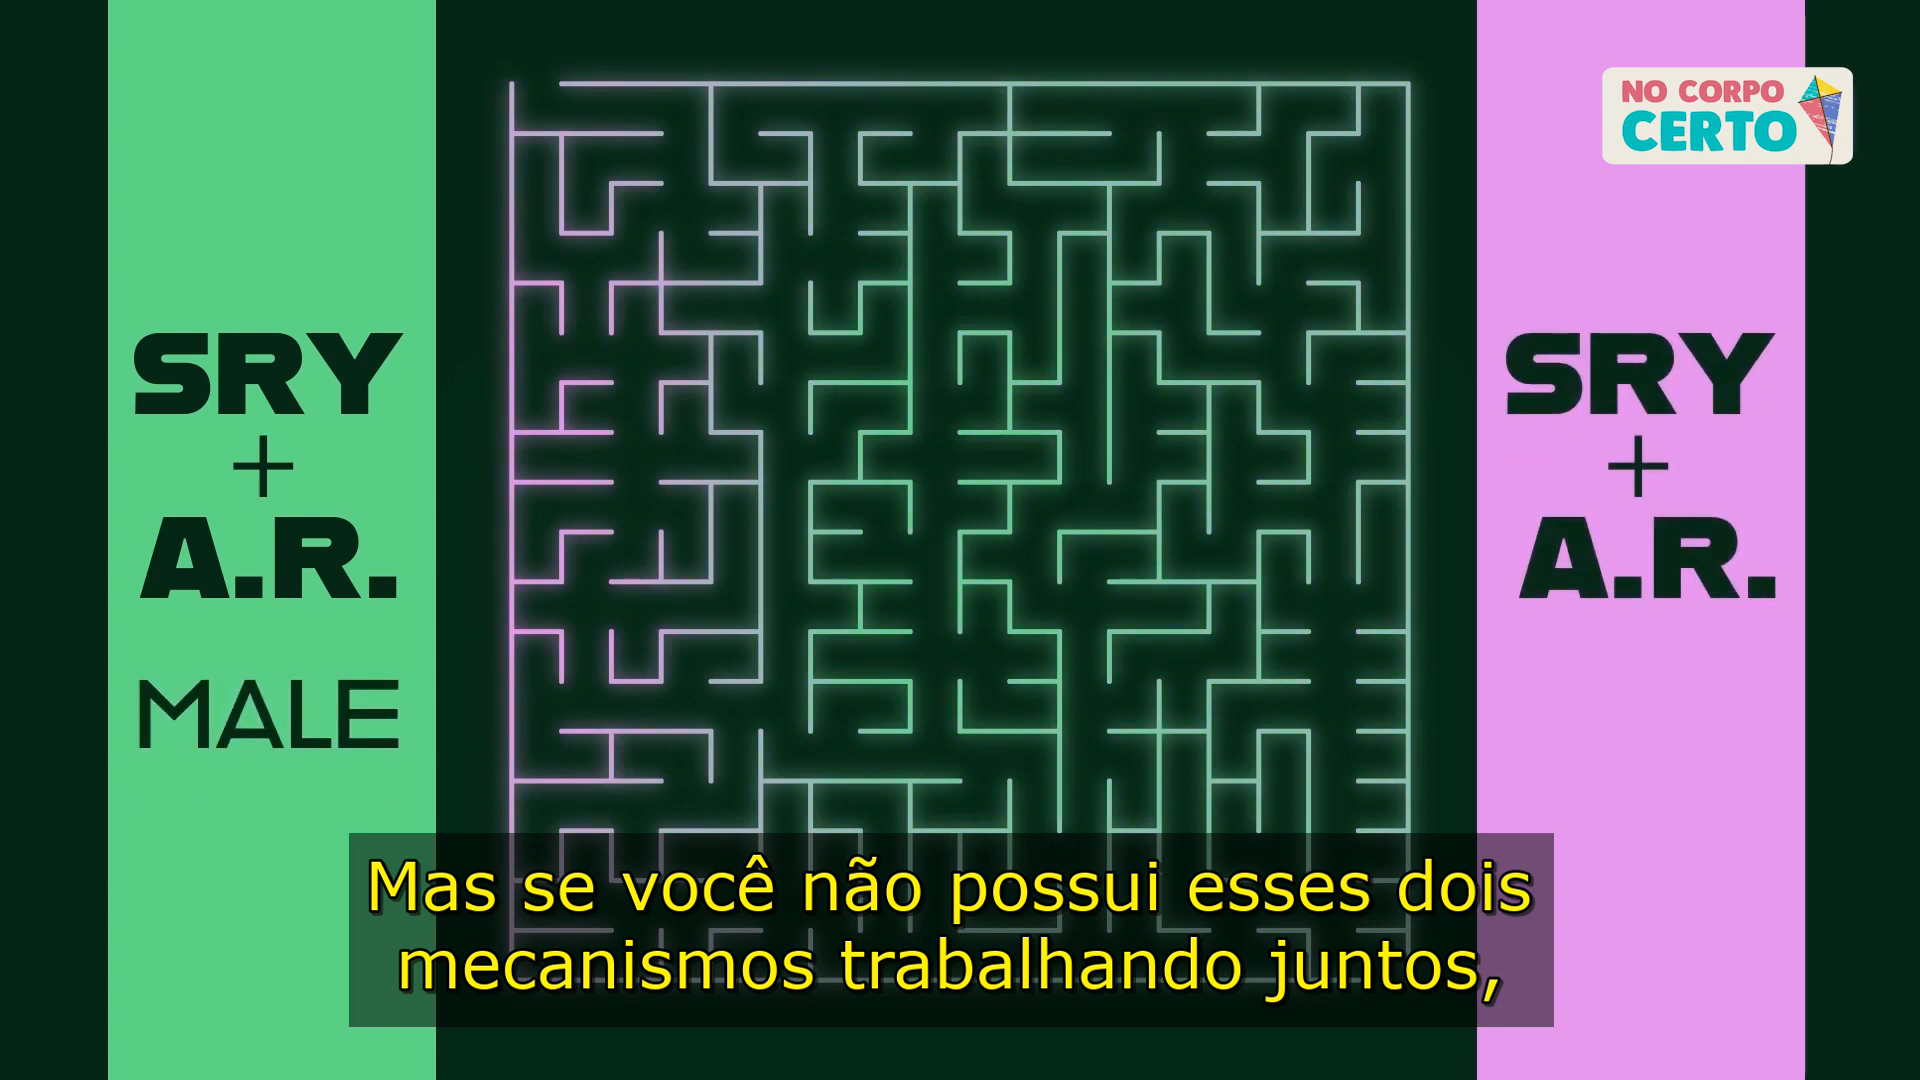 SRY
+
A.R.
MALE
SRY
+
A.R.
NO CORPO
CERTO
Mas se você não possui esses dois
mecanismos trabalhando juntos,